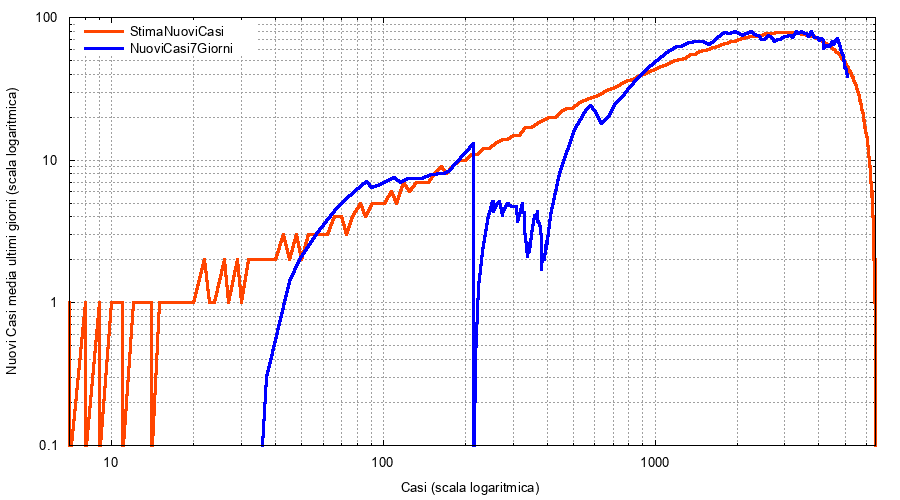 StimaNuoviCasi
NuoviCasi7Giorni
100
10
1
0.1
10
100
1000
Nuovi Casi media ultimi giorni (scala logaritmica)
Casi (scala logaritmica)